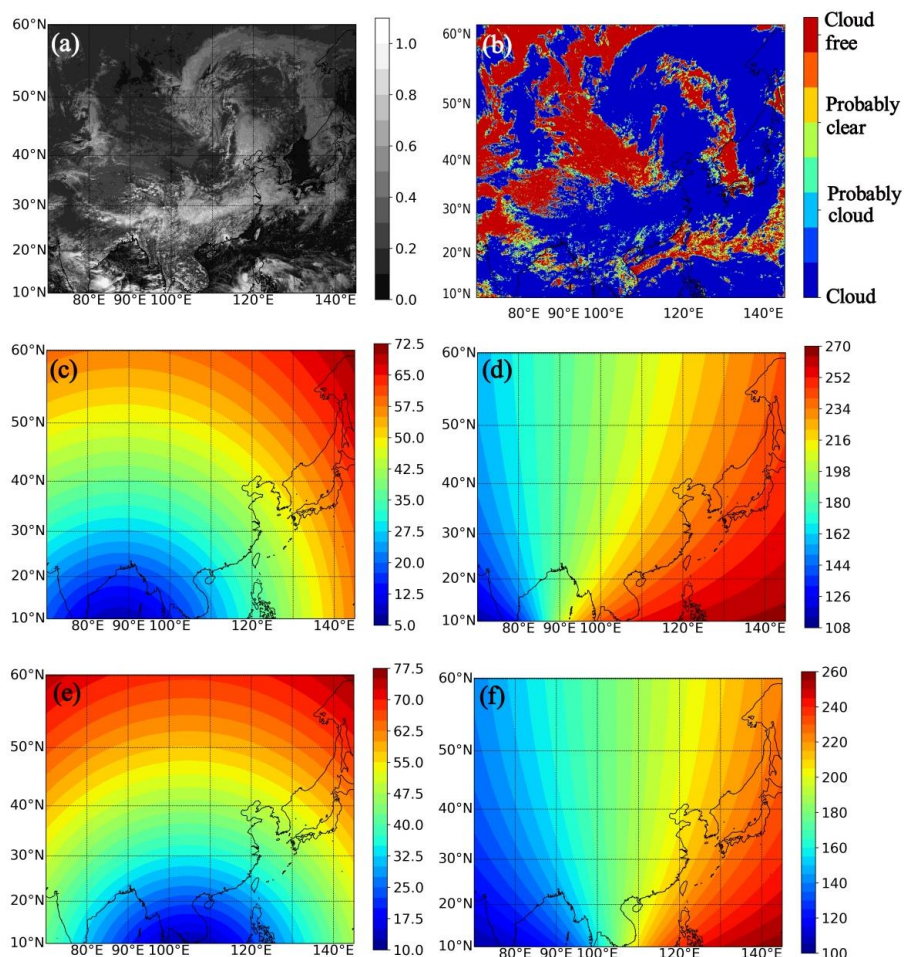 (a)
60°N
50°N
40°N
30°N
20°N
10°N
80°E 90°E 100°E 120°E 140°E
1.0
0.8
0.6
0.4
0.2
0.0
(b)
60°N
50°N
40°N
30°N
20°N
10°N
80°E 90°E 100°E 120°E 140°E
Cloud
free
Probably
clear
Probably
cloud
Cloud
(c)
60°N
50°N
40°N
30°N
20°N
10°N
80°E 90°E 100°E 120°E 140°E
72.5
65.0
57.5
50.0
42.5
35.0
27.5
20.0
12.5
5.0
(d)
60°N
50°N
40°N
30°N
20°N
10°N
80°E 90°E 100°E 120°E 140°E
270
252
234
216
198
180
162
144
126
108
(e)
60°N
50°N
40°N
30°N
20°N
10°N
80°E 90°E 100°E 120°E 140°E
77.5
70.0
62.5
55.0
47.5
40.0
32.5
25.0
17.5
10.0
(f)
60°N
50°N
40°N
30°N
20°N
10°N
80°E 90°E 100°E 120°E 140°E
260
240
220
200
180
160
140
120
100